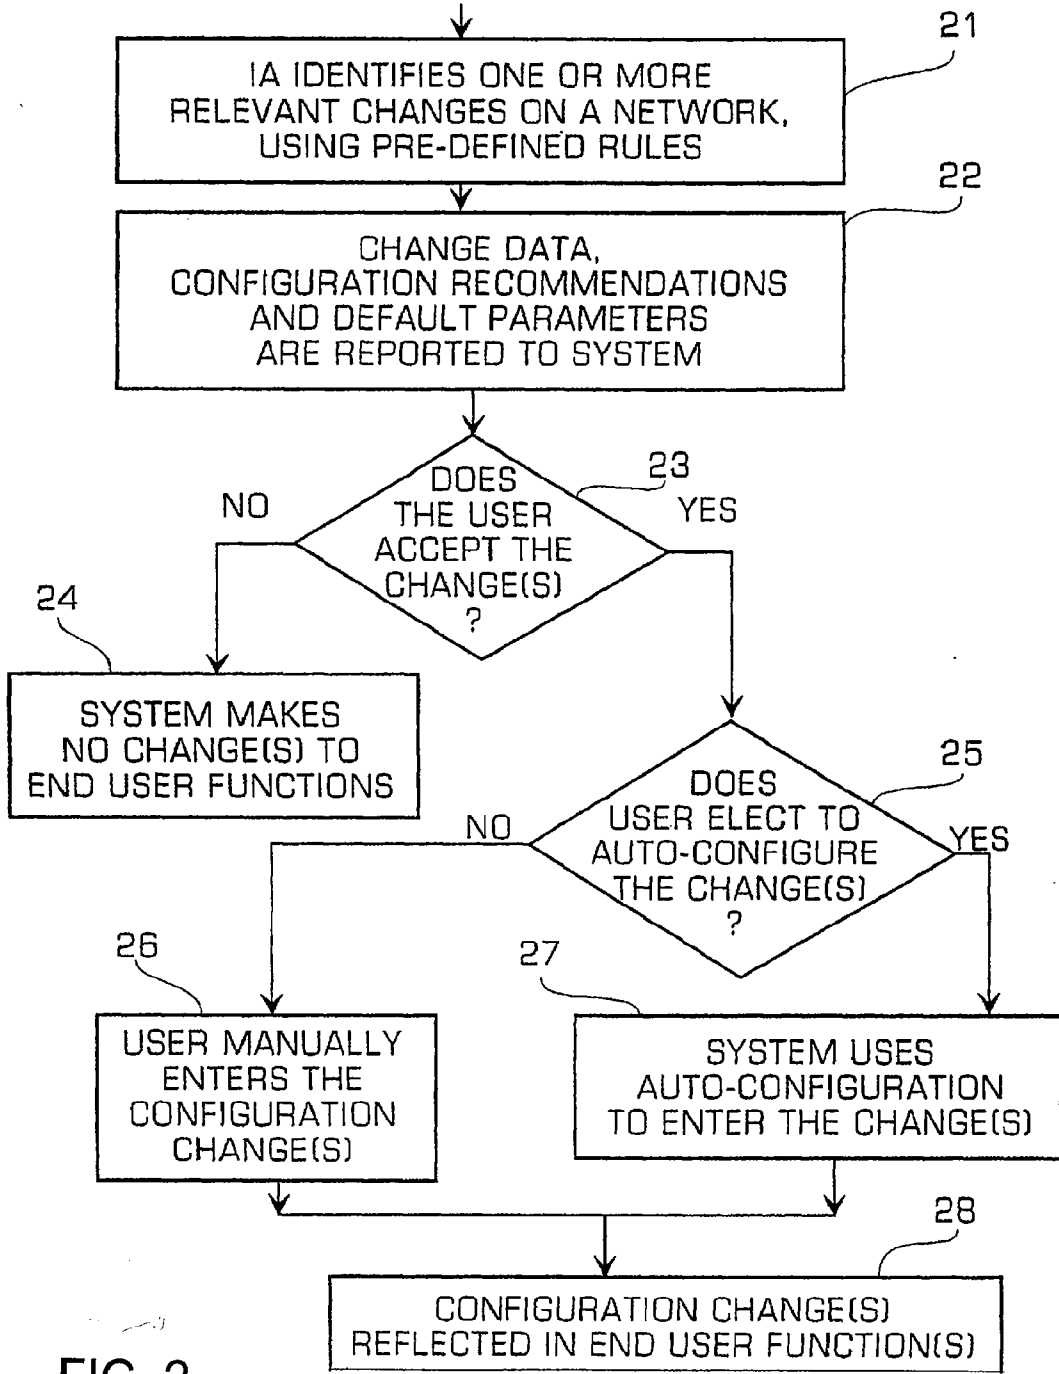 21
IA IDENTIFIES ONE OR MORE
RELEVANT CHANGES ON A NETWORK,
USING PRE-DEFINED RULES
22
CHANGE DATA,
CONFIGURATION RECOMMENDATIONS
AND DEFAULT PARAMETERS
ARE REPORTED TO SYSTEM
23
NO
YES
DOES
THE USER
ACCEPT THE
CHANGE(S)
?
24
SYSTEM MAKES
NO CHANGE(S) TO
END USER FUNCTIONS
25
DOES
USER ELECT TO
AUTO-CONFIGURE
THE CHANGE(S)
?
NO
YES
26
USER MANUALLY
ENTERS THE
CONFIGURATION
CHANGE(S)
27
SYSTEM USES
AUTO-CONFIGURATION
TO ENTER THE CHANGE(S)
28
CONFIGURATION CHANGE(S)
REFLECTED IN END USER FUNCTION(S)
FIG.